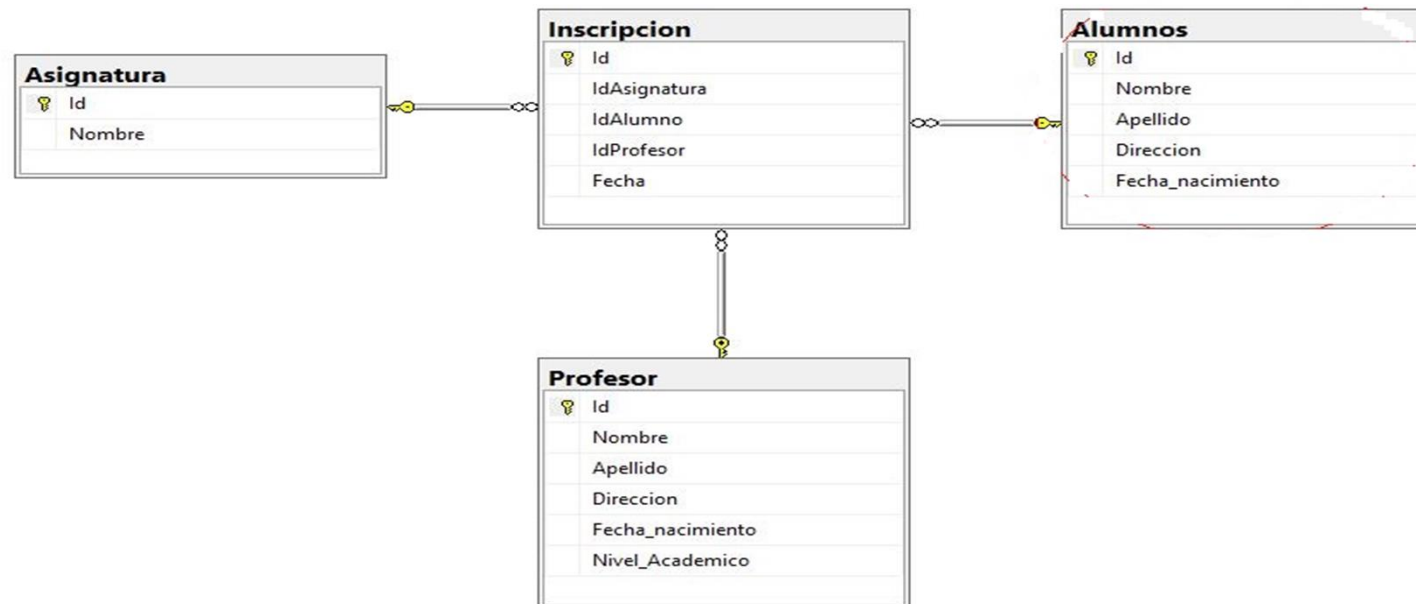 Asignatura
Id
Nombre
Inscripcion
Id
IdAsignatura
IdAlumno
IdProfesor
Fecha
Alumnos
Id
Nombre
Apellido
Direccion
Fecha_nacimiento
Profesor
Id
Nombre
Apellido
Direccion
Fecha_nacimiento
Nivel_Academico